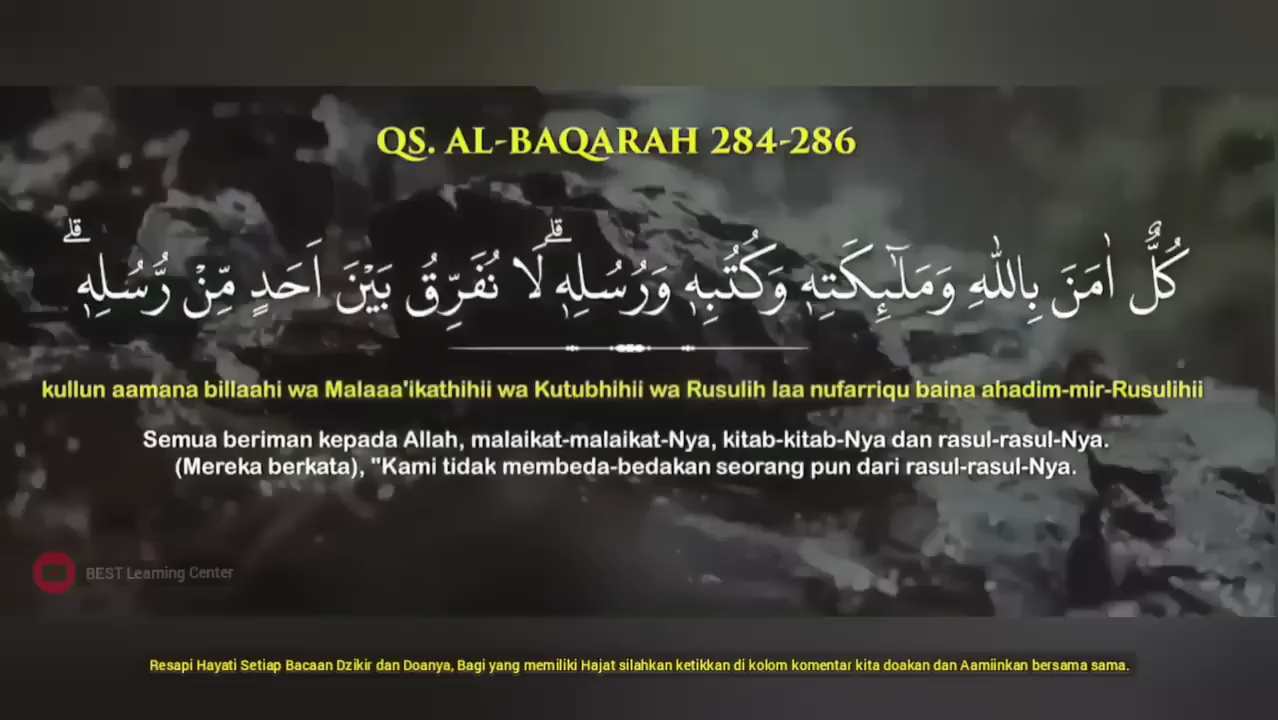 QS. AL-BAQARAH 284-286
كُلٌّ اٰمَنَ بِاللّٰهِ وَمَلٰۤىِٕكَتِهٖ وَكُتُبِهٖ وَرُسُلِهٖۗ لَا نُفَرِّقُ بَيْنَ اَحَدٍ مِّنْ رُّسُلِهٖۗ
kullun aamana billaahi wa Malaaa'ikathihii wa Kutubhihii wa Rusulih laa nufarriqu baina ahadim-mir-Rusulihii
Semua beriman kepada Allah, malaikat-malaikat-Nya, kitab-kitab-Nya dan rasul-rasul-Nya.
(Mereka berkata), "Kami tidak membeda-bedakan seorang pun dari rasul-rasul-Nya.
BEST Learning Center
Resapi Hayati Setiap Bacaan Dzikir dan Doanya, Bagi yang memiliki Hajat silahkan ketikkan di kolom komentar kita doakan dan Aamiinkan bersama sama.